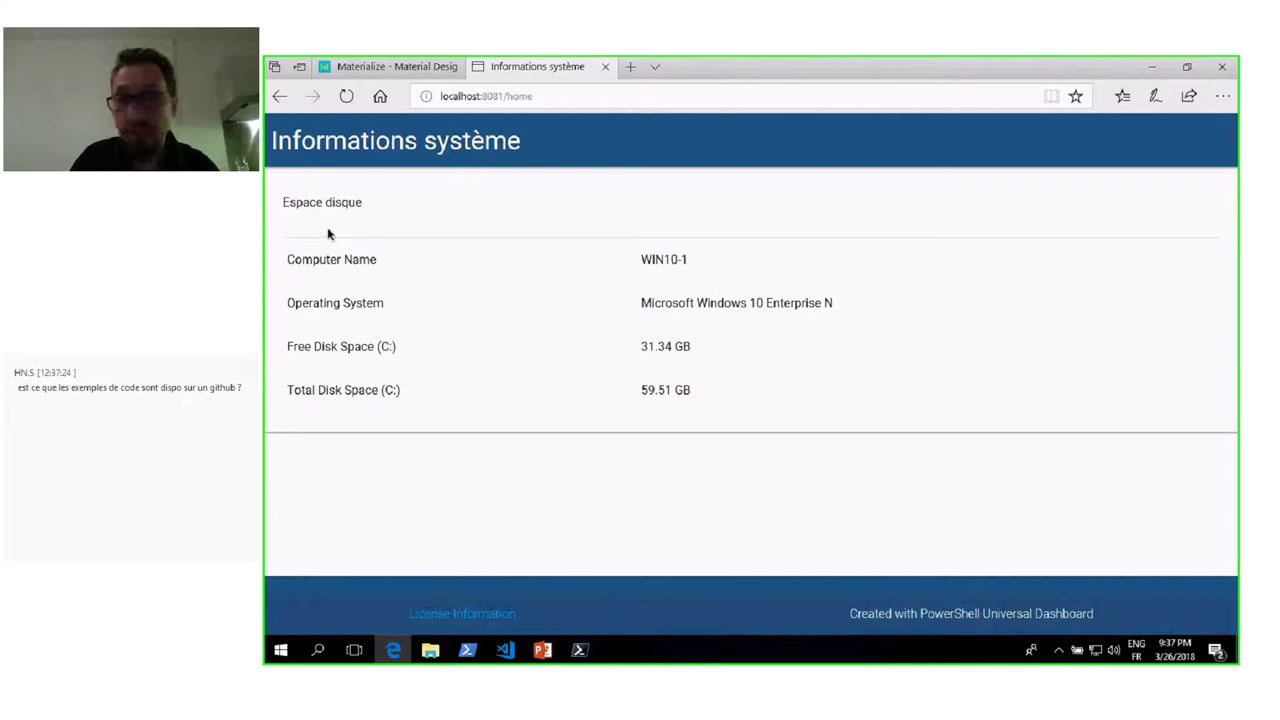 Materialize - Material Desig
Informations système
localhost:8081/home
Informations système
Espace disque
Computer Name WIN10-1
Operating System Microsoft Windows 10 Enterprise N
Free Disk Space (C:) 31.34 GB
Total Disk Space (C:) 59.51 GB
HN.S [12:37:24 ]
est ce que les exemples de code sont dispo sur un github ?
License Information
Created with PowerShell Universal Dashboard
ENG
FR
9:37 PM
3/26/2018
2